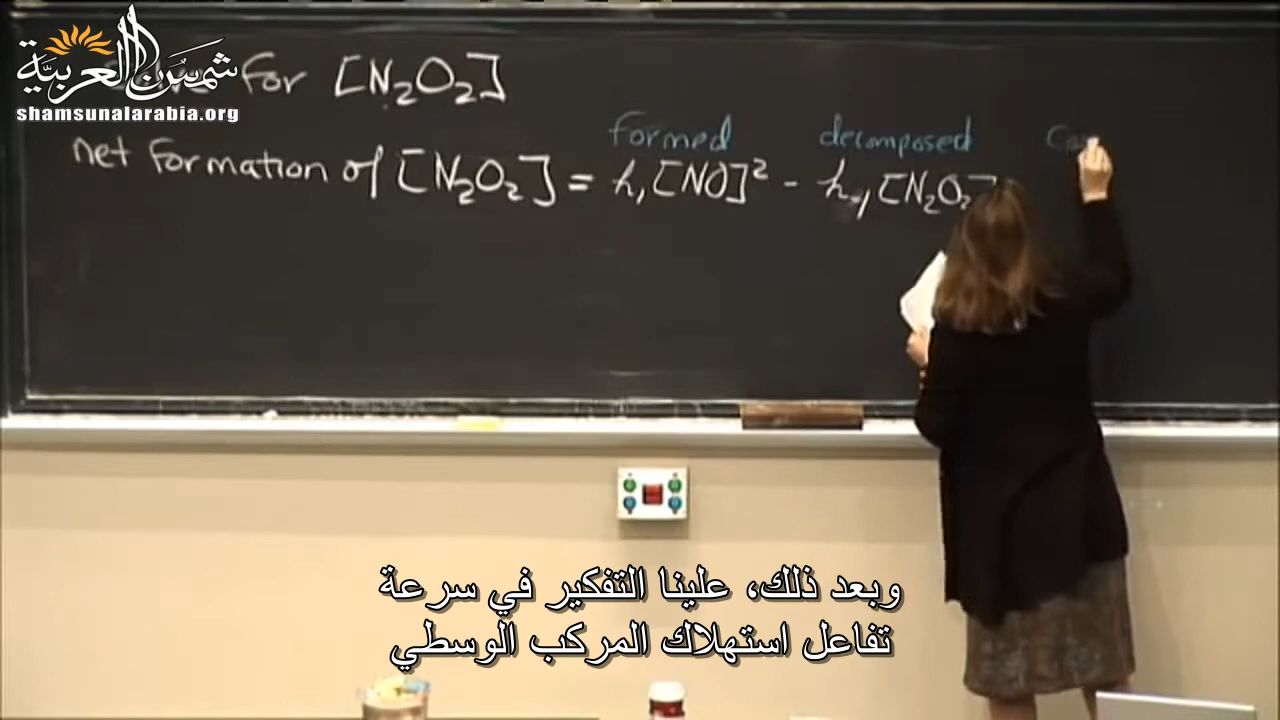 شمس العربية
shamsunalarabia.org
for [N₂O₂]
formed decomposed
net formation of [N₂O₂] = k₁[NO]² - k₋₁[N₂O₂]
وبعد ذلك، علينا التفكير في سرعة
تفاعل استهلاك المركب الوسطي